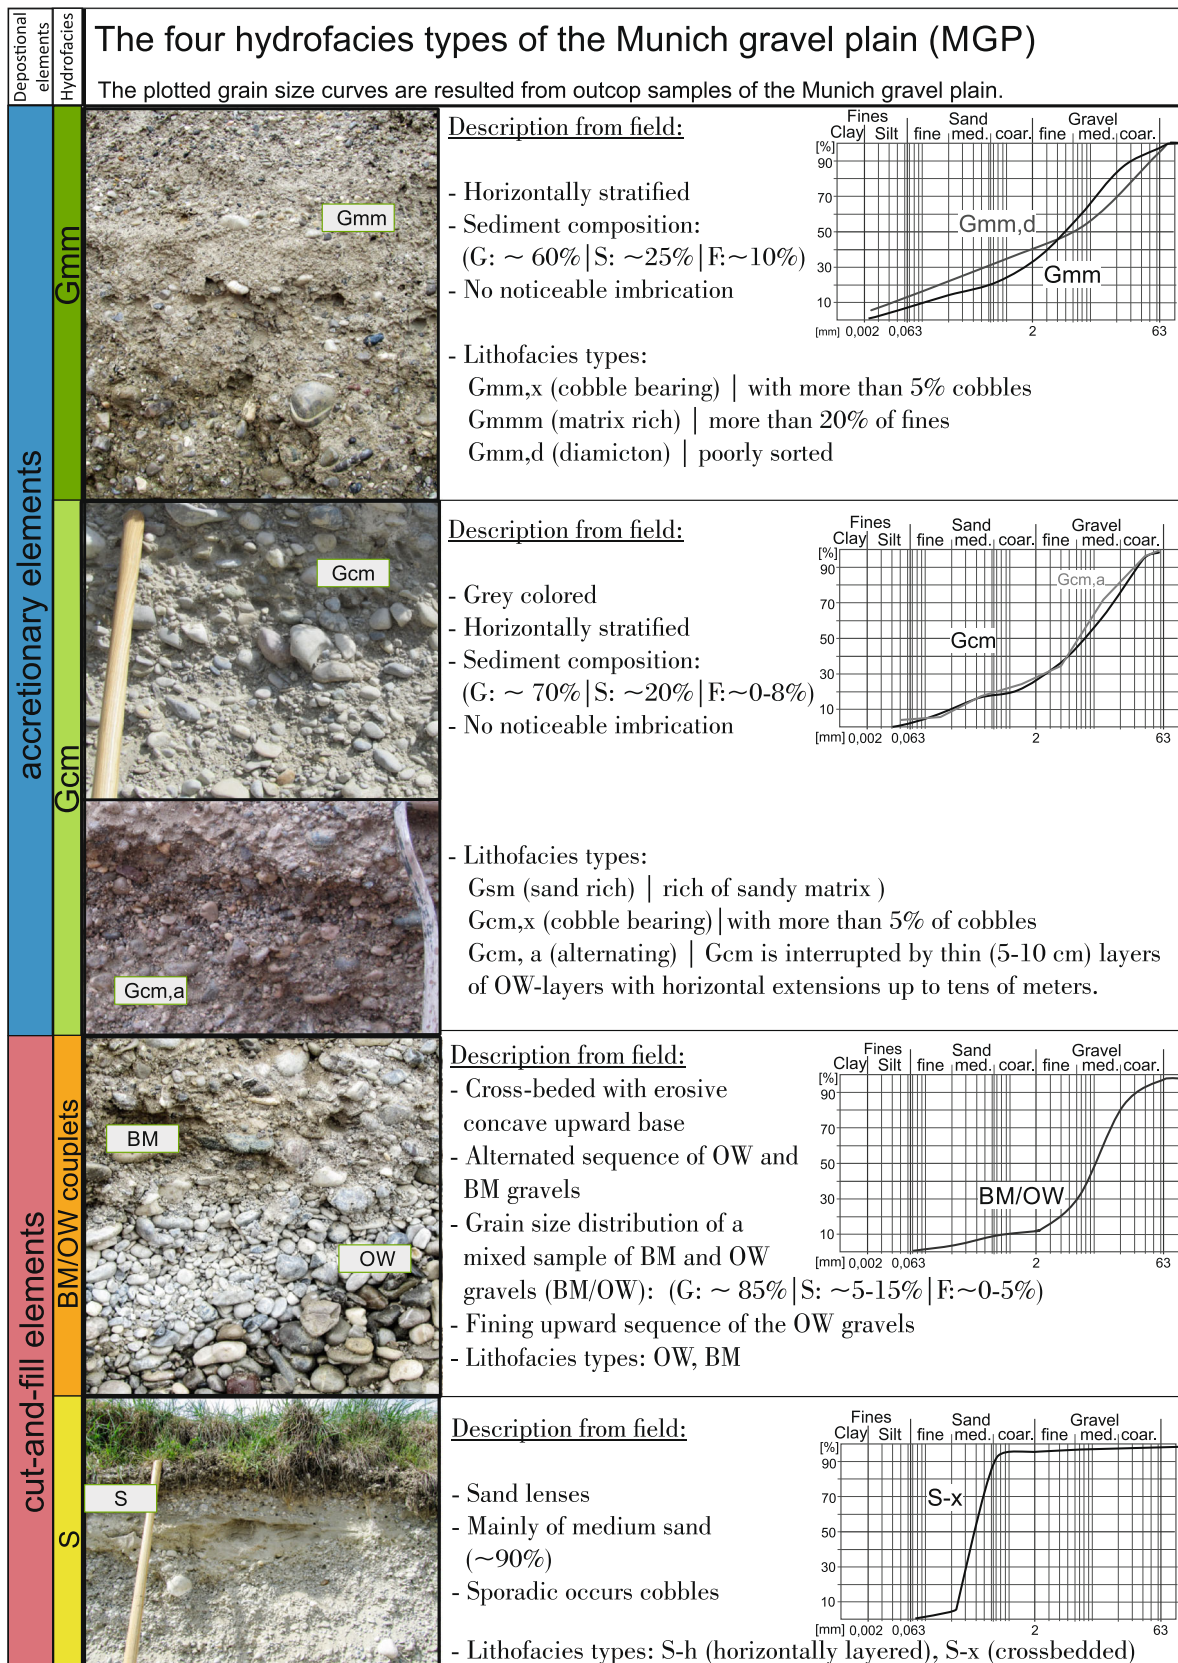 Depostional
elements
Hydrofacies
The four hydrofacies types of the Munich gravel plain (MGP)
The plotted grain size curves are resulted from outcop samples of the Munich gravel plain.
accretionary elements
Gmm
Gmm
Description from field:
- Horizontally stratified
- Sediment composition:
(G: ~ 60%|S: ~25%|F:~10%)
- No noticeable imbrication
- Lithofacies types:
Gmm,x (cobble bearing) | with more than 5% cobbles
Gmmm (matrix rich) | more than 20% of fines
Gmm,d (diamicton) | poorly sorted
Fines Sand Gravel
Clay Silt fine med. coar. fine med. coar.
[%]
90
70
50
30
10
Gmm,d
Gmm
[mm] 0,002 0,063 2 63
Gcm
Gcm
Description from field:
- Grey colored
- Horizontally stratified
- Sediment composition:
(G: ~ 70%|S: ~20%|F:~0-8%)
- No noticeable imbrication
Fines Sand Gravel
Clay Silt fine med. coar. fine med. coar.
[%]
90
70
50
30
10
Gcm,a
Gcm
[mm] 0,002 0,063 2 63
Gcm,a
- Lithofacies types:
Gsm (sand rich) | rich of sandy matrix )
Gcm,x (cobble bearing)|with more than 5% of cobbles
Gcm, a (alternating) | Gcm is interrupted by thin (5-10 cm) layers
of OW-layers with horizontal extensions up to tens of meters.
cut-and-fill elements
BM/OW couplets
BM
OW
Description from field:
- Cross-beded with erosive
concave upward base
- Alternated sequence of OW and
BM gravels
- Grain size distribution of a
mixed sample of BM and OW
gravels (BM/OW): (G: ~ 85%|S: ~5-15%|F:~0-5%)
- Fining upward sequence of the OW gravels
- Lithofacies types: OW, BM
Fines Sand Gravel
Clay Silt fine med. coar. fine med. coar.
[%]
90
70
50
30
10
BM/OW
[mm] 0,002 0,063 2 63
S
S
Description from field:
- Sand lenses
- Mainly of medium sand
(~90%)
- Sporadic occurs cobbles
- Lithofacies types: S-h (horizontally layered), S-x (crossbedded)
Fines Sand Gravel
Clay Silt fine med. coar. fine med. coar.
[%]
90
70
50
30
10
S-x
[mm] 0,002 0,063 2 63